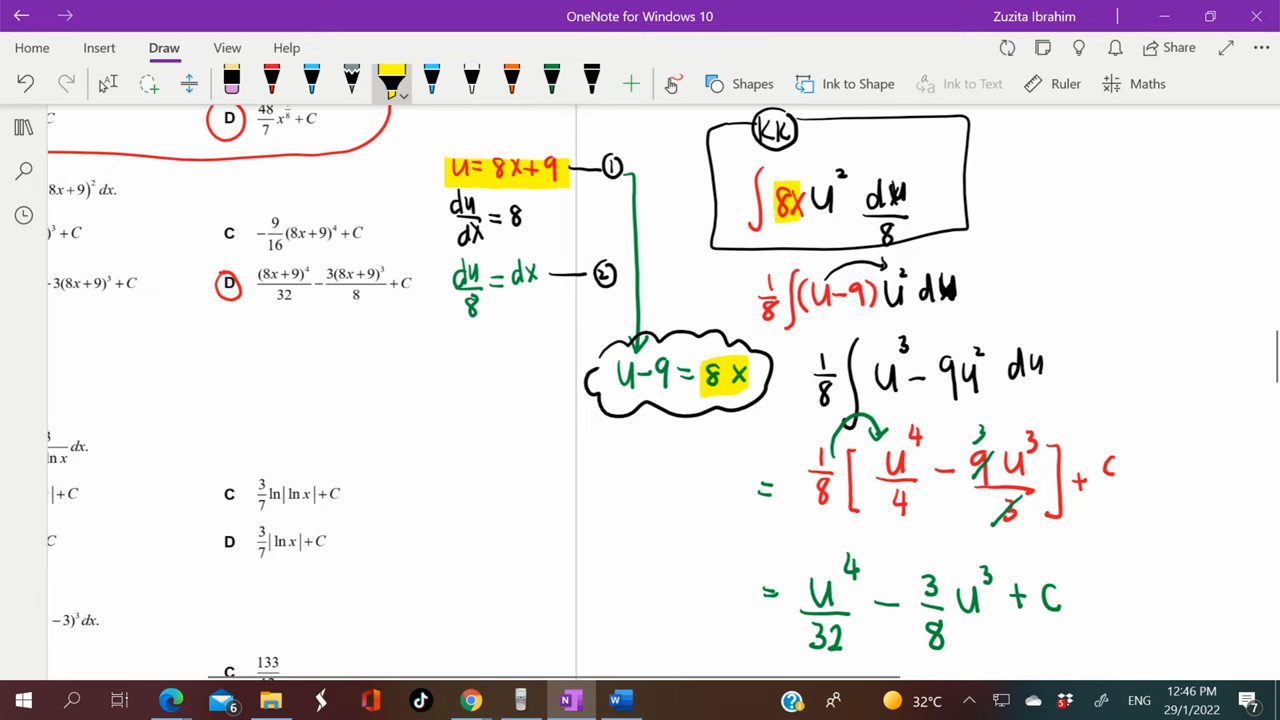 OneNote for Windows 10
Zuzita Ibrahim
Home Insert Draw View Help
Share
Shapes
Ink to Shape
Ink to Text
Ruler
Maths
C
D 48/7 x + C
8x + 9)² dx.
)³ + C
C -9/16 (8x + 9)⁴ + C
-3(8x + 9)³ + C
D (8x + 9)⁴/32 - 3(8x + 9)³/8 + C
3
ln x dx.
| + C
C 3/7 ln|ln x| + C
C
D 3/7 |ln x| + C
-3)³ dx.
C 133
u = 8x+9 — ①
du/dx = 8
du/8 = dx — ②
u-9 = 8x
KK
∫ 8x u² du/8
1/8 ∫(u-9) u² du
1/8 ∫ u³ - 9u² du
= 1/8 [ u⁴/4 - 9u³/3 ] + C
3
= u⁴/32 - 3/8 u³ + C
6
32°C
ENG
12:46 PM
29/1/2022
7